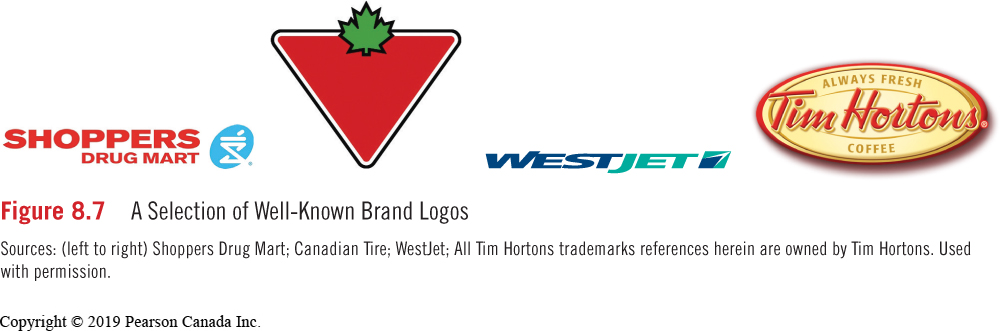 SHOPPERS
DRUG MART
WESTJET
ALWAYS FRESH
Tim Hortons®
COFFEE
Figure 8.7 A Selection of Well-Known Brand Logos
Sources: (left to right) Shoppers Drug Mart; Canadian Tire; WestJet; All Tim Hortons trademarks references herein are owned by Tim Hortons. Used
with permission.
Copyright © 2019 Pearson Canada Inc.